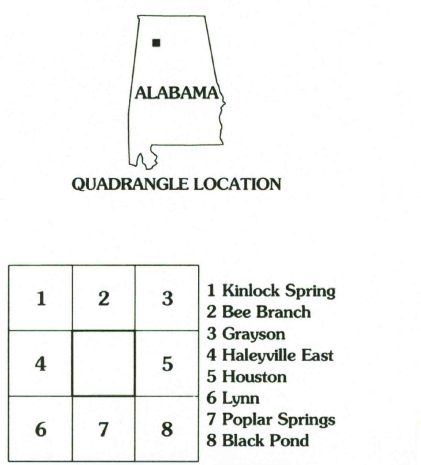 ALABAMA
QUADRANGLE LOCATION
1 2 3
4 5
6 7 8
1 Kinlock Spring
2 Bee Branch
3 Grayson
4 Haleyville East
5 Houston
6 Lynn
7 Poplar Springs
8 Black Pond